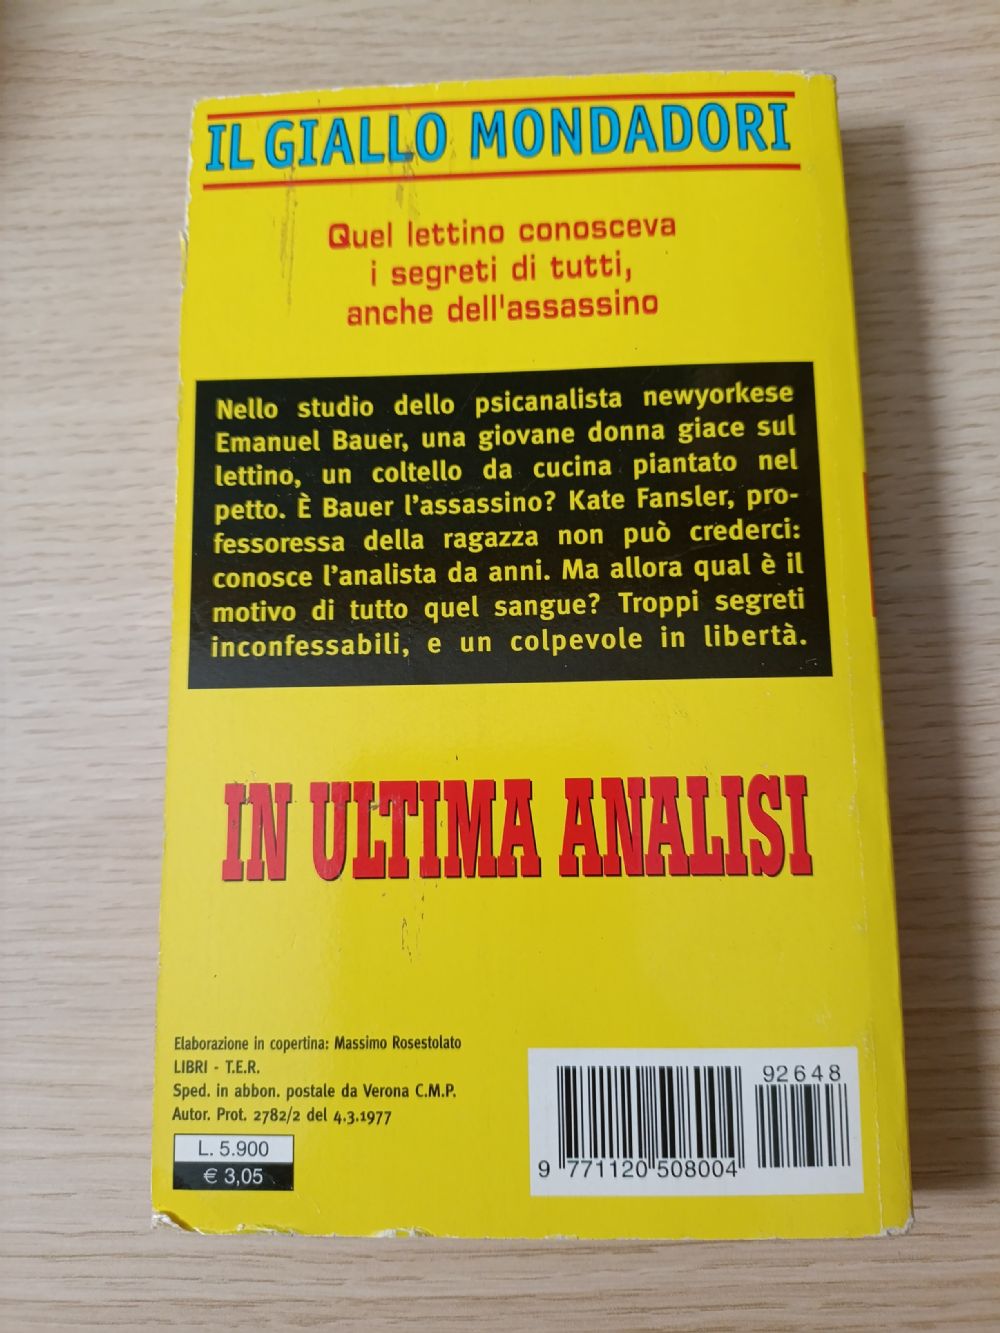 IL GIALLO MONDADORI
Quel lettino conosceva
i segreti di tutti,
anche dell'assassino
Nello studio dello psicanalista newyorkese
Emanuel Bauer, una giovane donna giace sul
lettino, un coltello da cucina piantato nel
petto. È Bauer l'assassino? Kate Fansler, pro-
fessoressa della ragazza non può crederci:
conosce l'analista da anni. Ma allora qual è il
motivo di tutto quel sangue? Troppi segreti
inconfessabili, e un colpevole in libertà.
IN ULTIMA ANALISI
Elaborazione in copertina: Massimo Rosestolato
LIBRI - T.E.R.
Sped. in abbon. postale da Verona C.M.P.
Autor. Prot. 2782/2 del 4.3.1977
L. 5.900
€ 3,05
92648
9 771120 508004